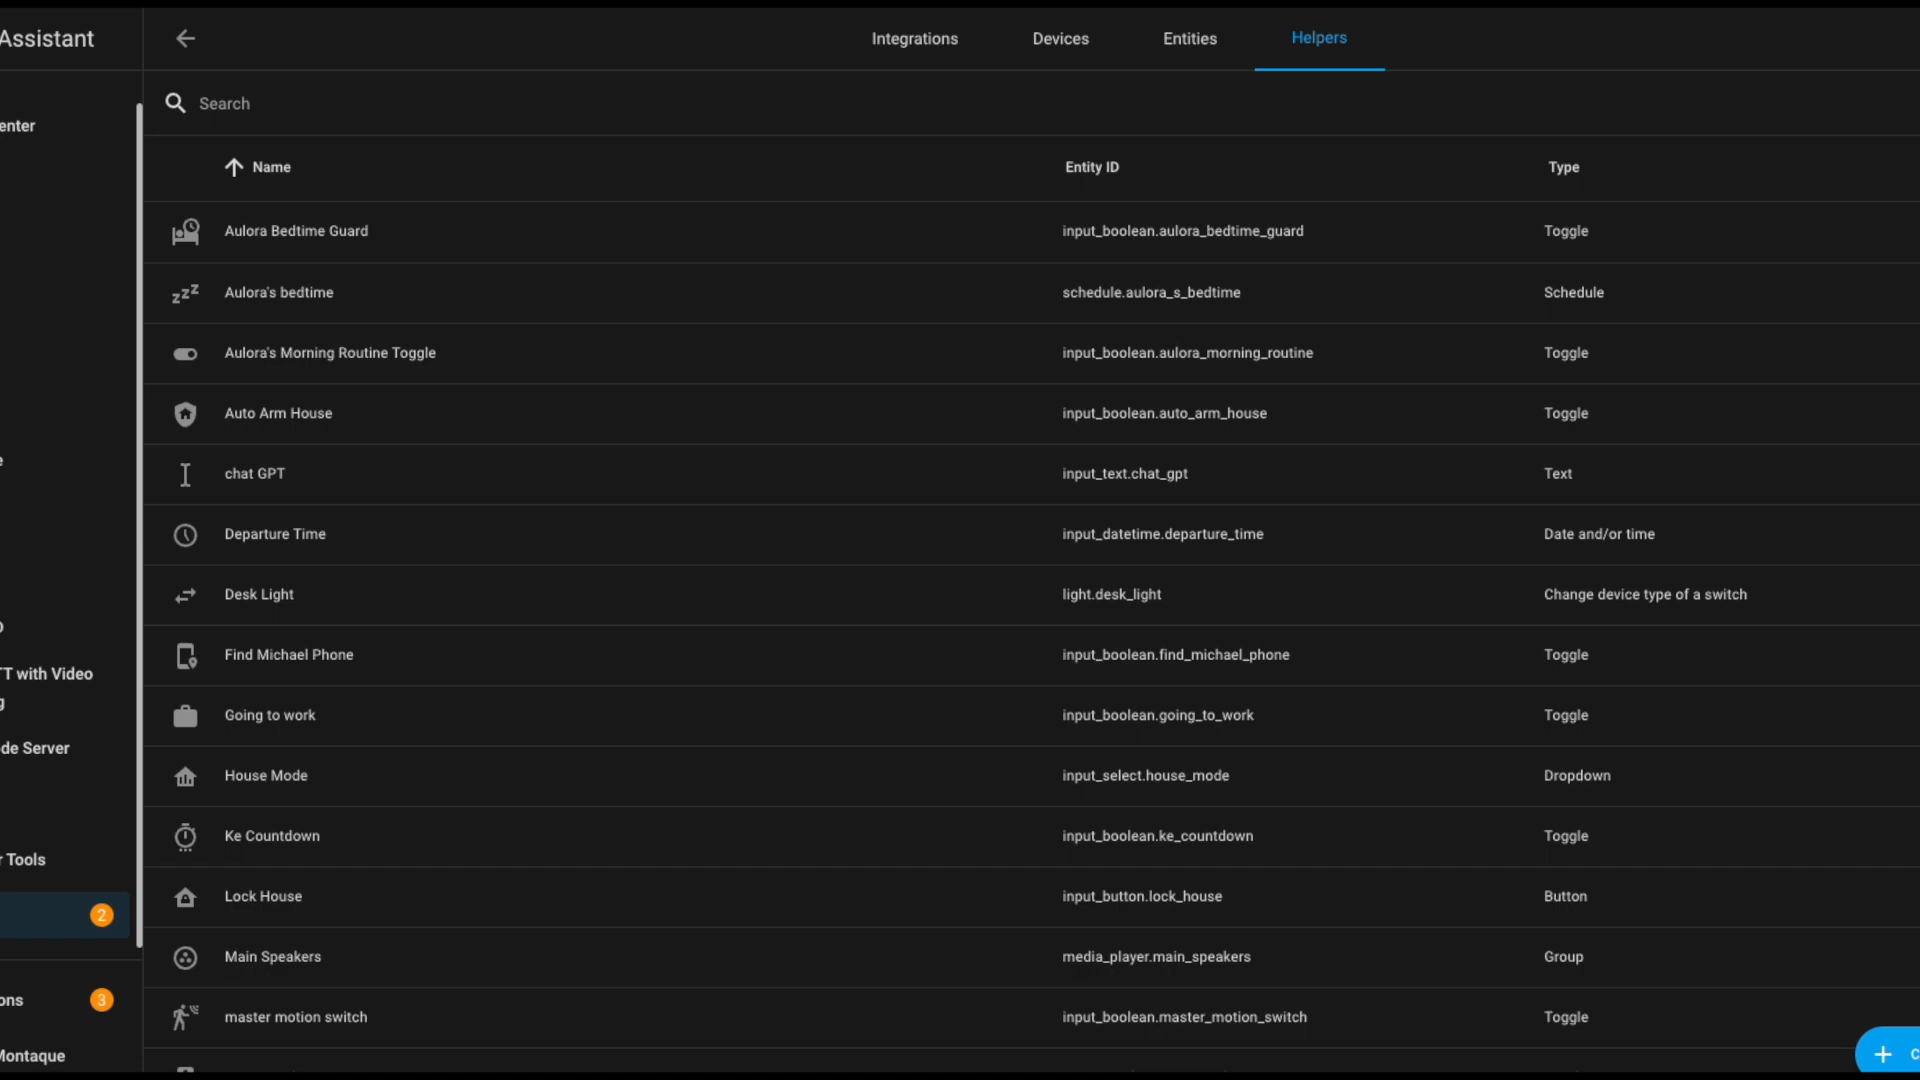 Assistant
Integrations Devices Entities Helpers
Search
enter
Name Entity ID Type
Aulora Bedtime Guard input_boolean.aulora_bedtime_guard Toggle
Aulora's bedtime schedule.aulora_s_bedtime Schedule
Aulora's Morning Routine Toggle input_boolean.aulora_morning_routine Toggle
Auto Arm House input_boolean.auto_arm_house Toggle
e
chat GPT input_text.chat_gpt Text
Departure Time input_datetime.departure_time Date and/or time
Desk Light light.desk_light Change device type of a switch
Find Michael Phone input_boolean.find_michael_phone Toggle
TT with Video
g
Going to work input_boolean.going_to_work Toggle
de Server
House Mode input_select.house_mode Dropdown
Ke Countdown input_boolean.ke_countdown Toggle
r Tools
Lock House input_button.lock_house Button
2
Main Speakers media_player.main_speakers Group
ons 3
master motion switch input_boolean.master_motion_switch Toggle
Montaque
+ C